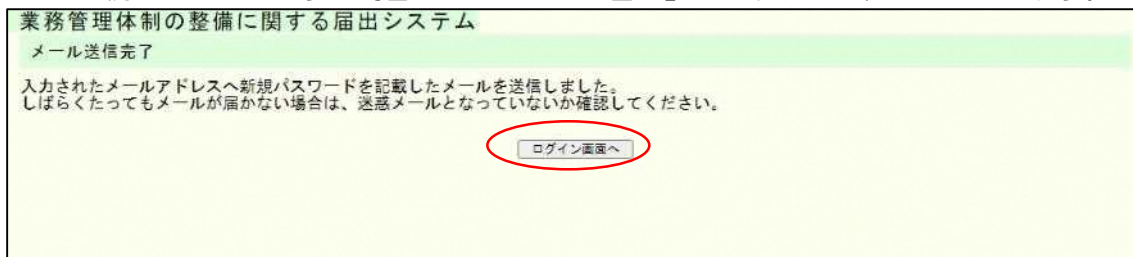 業務管理体制の整備に関する届出システム
メール送信完了
入力されたメールアドレスへ新規パスワードを記載したメールを送信しました。
しばらくたってもメールが届かない場合は、迷惑メールとなっていないか確認してください。
ログイン画面へ